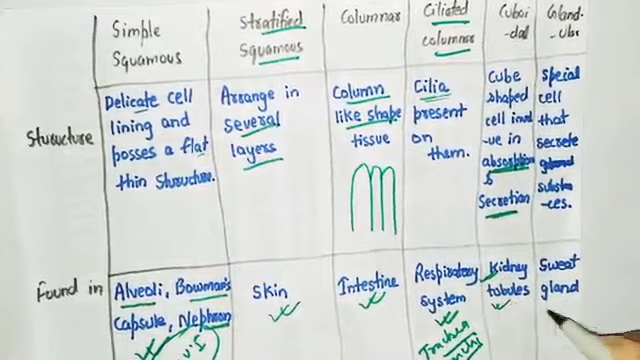 Simple
Squamous
Stratified
Squamous
Columnar
Ciliated
columnar
Cuboi
-dal
Gland-
-ular
Structure
Delicate cell
lining and
posses a flat
thin structure.
Arrange in
several
layers
Column
like shape
tissue
Cilia
present
on
them.
Cube
shaped
cell invol
-ve in
absorption
&
Secretion
Special
cell
that
secrete
substa
-nces.
Found in
Alveoli, Bowman's
Capsule, Nephron
Skin
Intestine
Respiratory
System
Trachea
Kidney
tubules
Sweat
gland